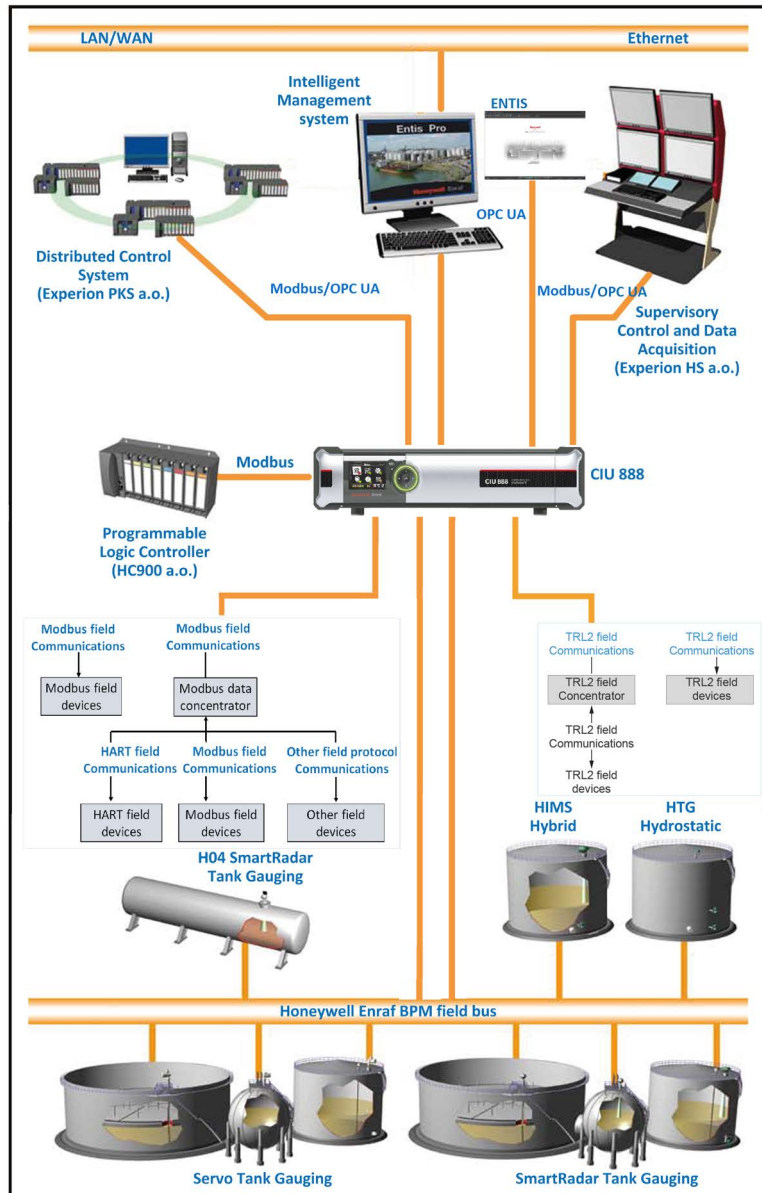 LAN/WAN
Ethernet
Intelligent
Management
system
ENTIS
Entis Pro
Honeywell Enraf
OPC UA
Distributed Control
System
(Experion PKS a.o.)
Modbus/OPC UA
Modbus/OPC UA
Supervisory
Control and Data
Acquisition
(Experion HS a.o.)
Modbus
CIU 888
CIU 888
Programmable
Logic Controller
(HC900 a.o.)
Modbus field
Communications
Modbus field
Communications
Modbus field
devices
Modbus data
concentrator
HART field
Communications
Modbus field
Communications
Other field protocol
Communications
HART field
devices
Modbus field
devices
Other field
devices
TRL2 field
Communications
TRL2 field
Communications
TRL2 field
Concentrator
TRL2 field
devices
TRL2 field
Communications
TRL2 field
devices
H04 SmartRadar
Tank Gauging
HIMS
Hybrid
HTG
Hydrostatic
Honeywell Enraf BPM field bus
Servo Tank Gauging
SmartRadar Tank Gauging